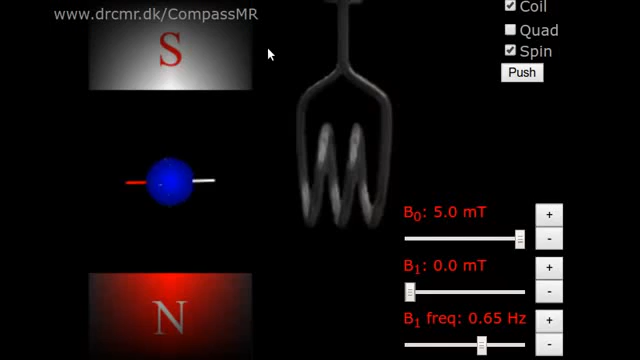 www.drcmr.dk/CompassMR
Coil
S
Quad
Spin
Push
B₀: 5.0 mT
+
-
B₁: 0.0 mT
+
-
N
B₁ freq: 0.65 Hz
+
-